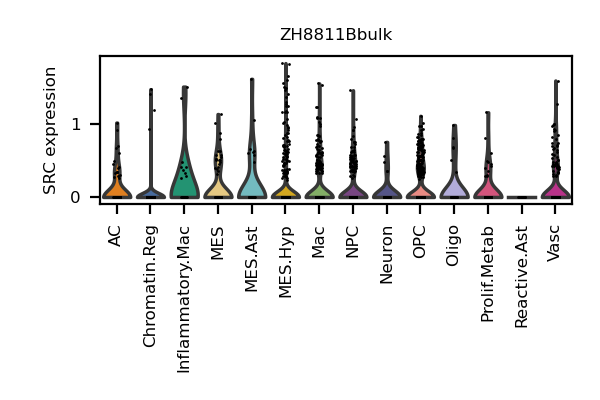 ZH8811Bbulk
SRC expression
1
0
AC
Chromatin.Reg
Inflammatory.Mac
MES
MES.Ast
MES.Hyp
Mac
NPC
Neuron
OPC
Oligo
Prolif.Metab
Reactive.Ast
Vasc